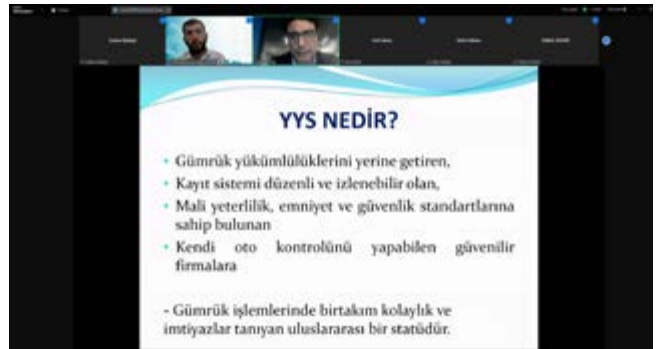 YYS NEDİR?
Gümrük yükümlülüklerini yerine getiren,
Kayıt sistemi düzenli ve izlenebilir olan,
Mali yeterlilik, emniyet ve güvenlik standartlarına
sahip bulunan
Kendi oto kontrolünü yapabilen güvenilir
firmalara
- Gümrük işlemlerinde birtakım kolaylık ve
imtiyazlar tanıyan uluslararası bir statüdür.